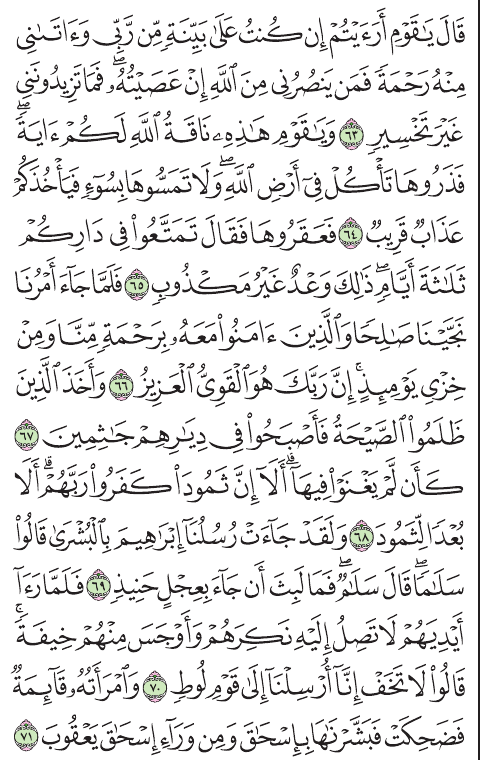 قَالَ يَٰقَوۡمِ أَرَءَيۡتُمۡ إِن كُنتُ عَلَىٰ بَيِّنَةٖ مِّن رَّبِّي وَءَاتَىٰنِي
مِنۡهُ رَحۡمَةٗ فَمَن يَنصُرُنِي مِنَ ٱللَّهِ إِنۡ عَصَيۡتُهُۥۖ فَمَا تَزِيدُونَنِي
غَيۡرَ تَخۡسِيرٖ ٦٣ وَيَٰقَوۡمِ هَٰذِهِۦ نَاقَةُ ٱللَّهِ لَكُمۡ ءَايَةٗۖ
فَذَرُوهَا تَأۡكُلۡ فِيٓ أَرۡضِ ٱللَّهِۖ وَلَا تَمَسُّوهَا بِسُوٓءٖ فَيَأۡخُذَكُمۡ
عَذَابٞ قَرِيبٞ ٦٤ فَعَقَرُوهَا فَقَالَ تَمَتَّعُواْ فِي دَارِكُمۡ
ثَلَٰثَةَ أَيَّامٖۖ ذَٰلِكَ وَعۡدٌ غَيۡرُ مَكۡذُوبٖ ٦٥ فَلَمَّا جَآءَ أَمۡرُنَا
نَجَّيۡنَا صَٰلِحٗا وَٱلَّذِينَ ءَامَنُواْ مَعَهُۥ بِرَحۡمَةٖ مِّنَّا وَمِنۡ
خِزۡيِ يَوۡمِئِذٍۚ إِنَّ رَبَّكَ هُوَ ٱلۡقَوِيُّ ٱلۡعَزِيزُ ٦٦ وَأَخَذَ ٱلَّذِينَ
ظَلَمُواْ ٱلصَّيۡحَةُ فَأَصۡبَحُواْ فِي دِيَٰرِهِمۡ جَٰثِمِينَ ٦٧
كَأَن لَّمۡ يَغۡنَوۡاْ فِيهَآۗ أَلَآ إِنَّ ثَمُودَاْ كَفَرُواْ رَبَّهُمۡۗ أَلَا
بُعۡدٗا لِّثَمُودَ ٦٨ وَلَقَدۡ جَآءَتۡ رُسُلُنَآ إِبۡرَٰهِيمَ بِٱلۡبُشۡرَىٰ قَالُواْ
سَلَٰمٗاۖ قَالَ سَلَٰمٞۖ فَمَا لَبِثَ أَن جَآءَ بِعِجۡلٍ حَنِيذٖ ٦٩ فَلَمَّا رَءَآ
أَيۡدِيَهُمۡ لَا تَصِلُ إِلَيۡهِ نَكِرَهُمۡ وَأَوۡجَسَ مِنۡهُمۡ خِيفَةٗۚ
قَالُواْ لَا تَخَفۡ إِنَّآ أُرۡسِلۡنَآ إِلَىٰ قَوۡمِ لُوطٖ ٧٠ وَٱمۡرَأَتُهُۥ قَآئِمَةٞ
فَضَحِكَتۡ فَبَشَّرۡنَٰهَا بِإِسۡحَٰقَ وَمِن وَرَآءِ إِسۡحَٰقَ يَعۡقُوبَ ٧١